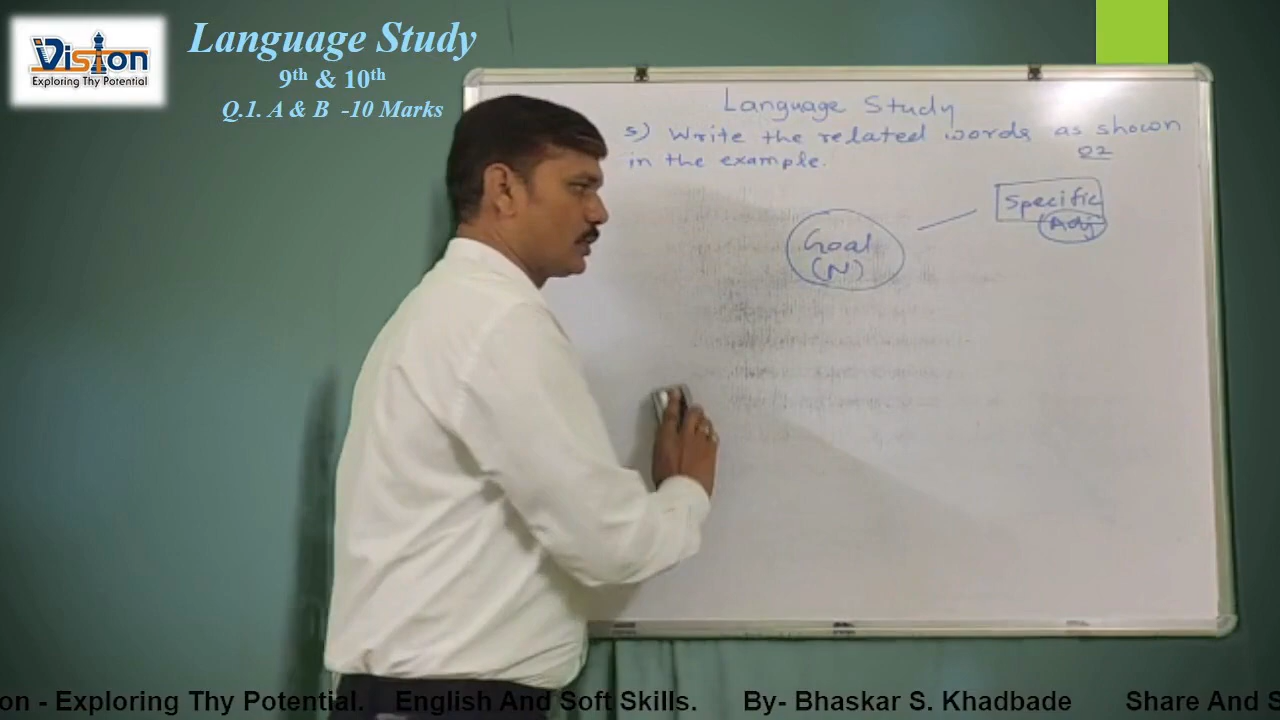 Vision
Exploring Thy Potential
Language Study
9th & 10th
Q.1. A & B -10 Marks
Language Study
5) Write the related words as shown
in the example.
Specific
(Adj)
Goal
(N)
on - Exploring Thy Potential. English And Soft Skills. By- Bhaskar S. Khadbade Share And S